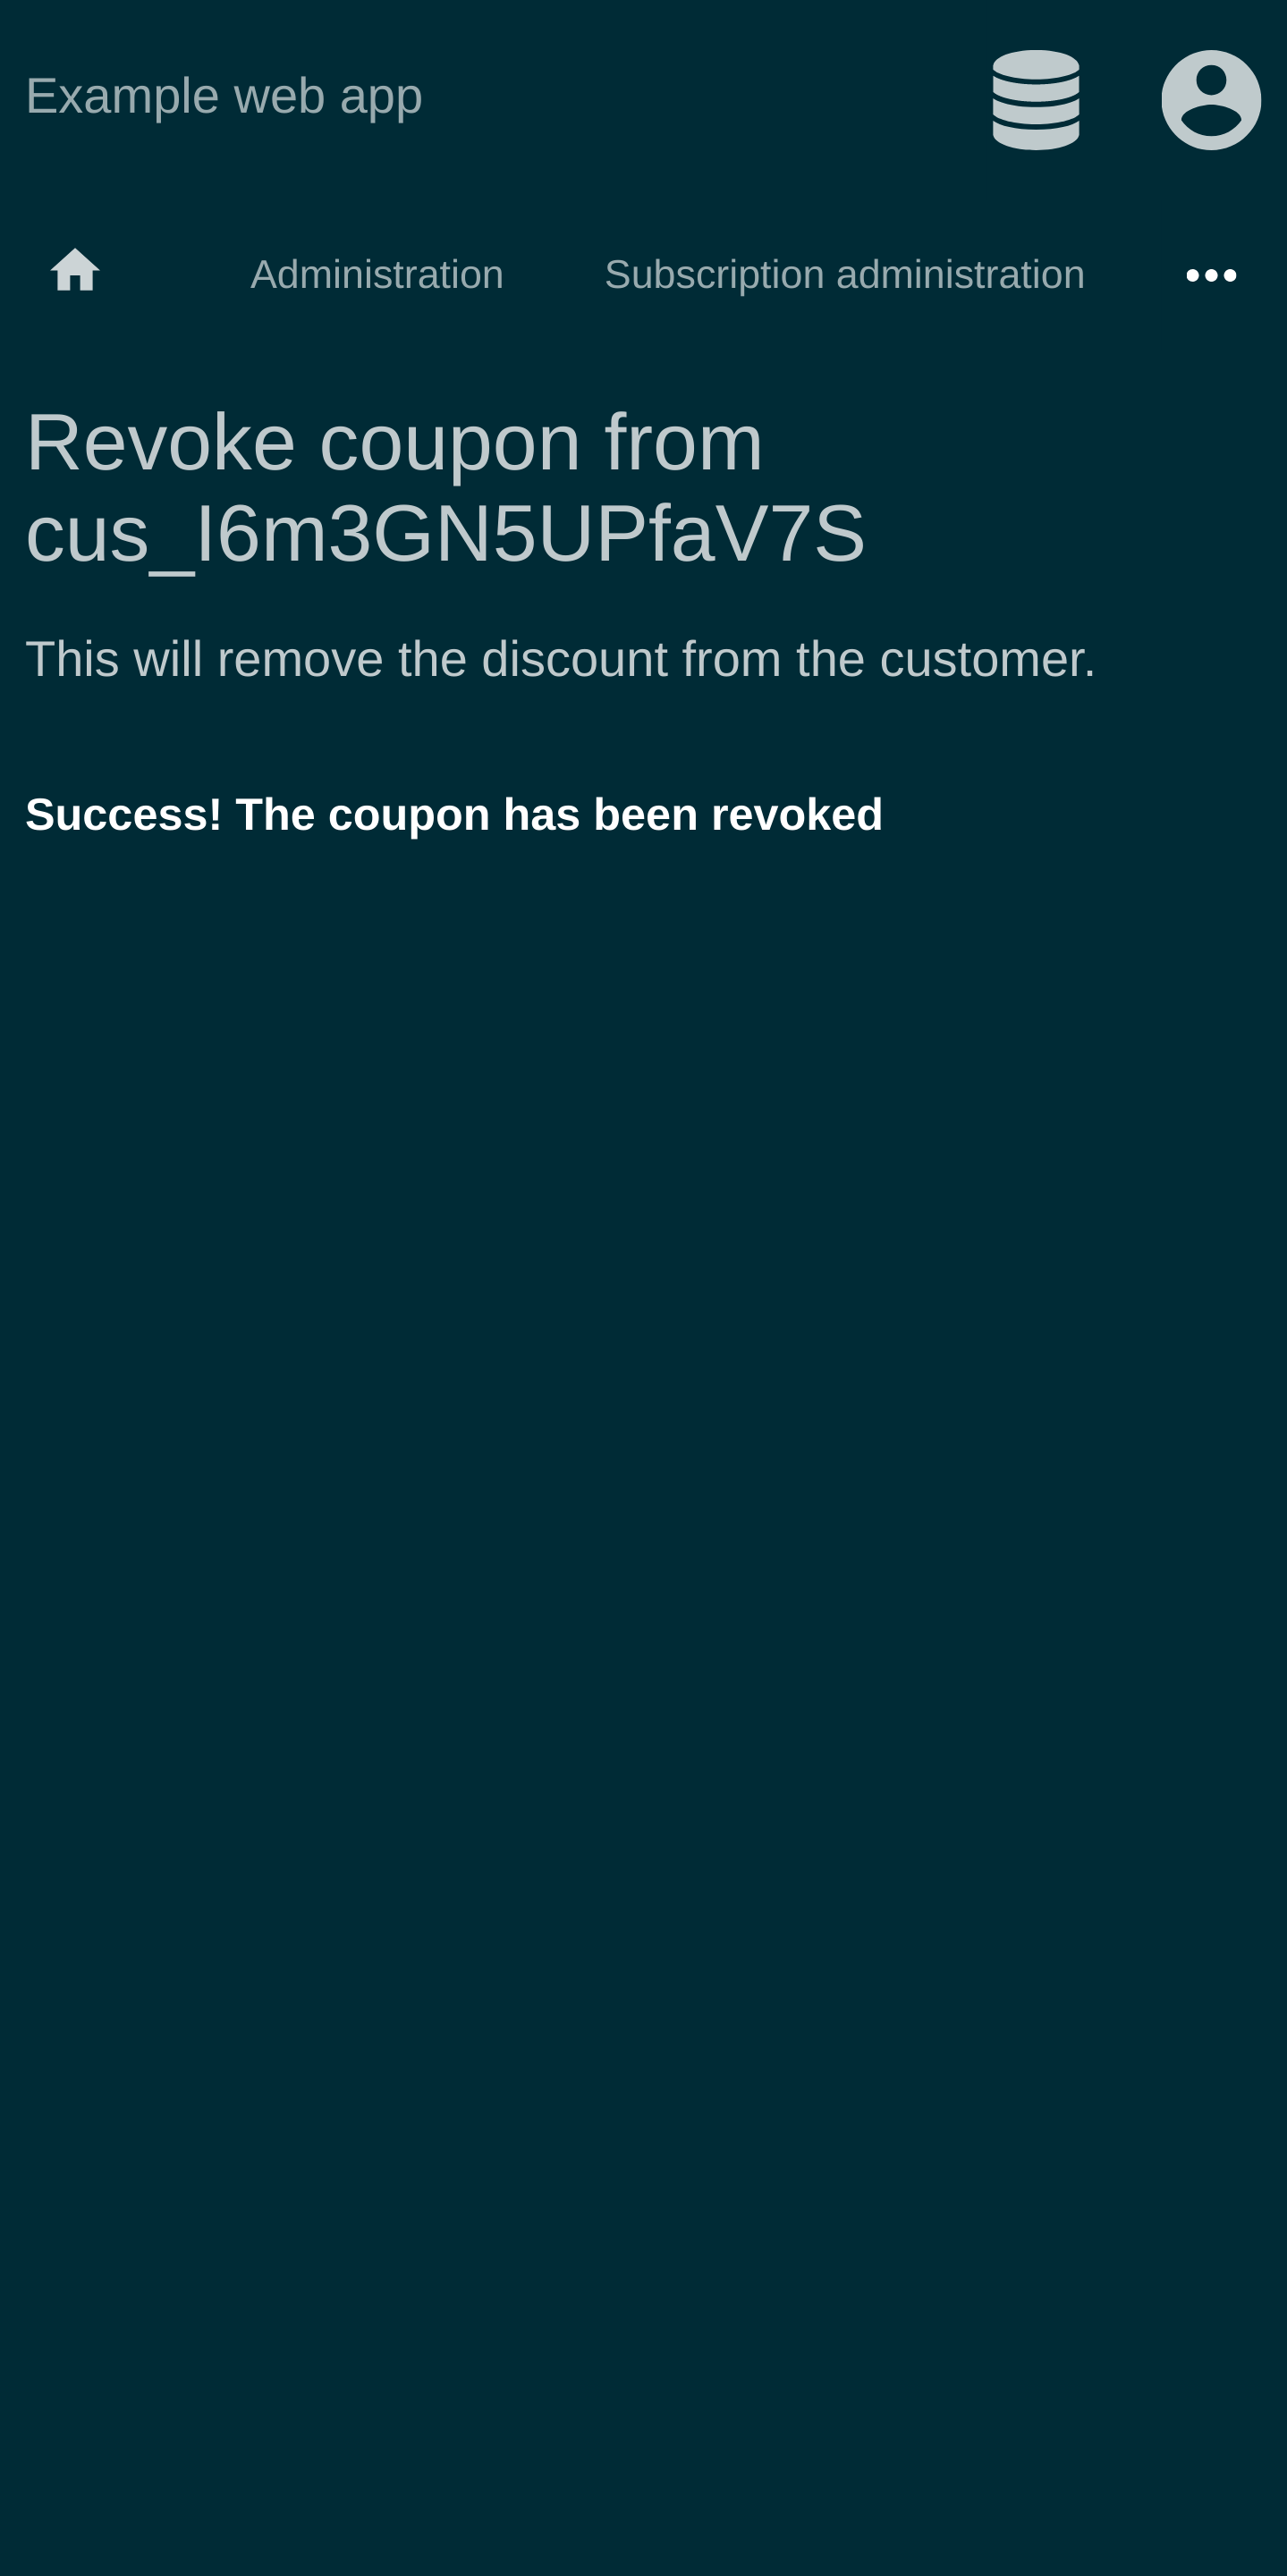 Example web app
Administration
Subscription administration
Revoke coupon from
cus_I6m3GN5UPfaV7S
This will remove the discount from the customer.
Success! The coupon has been revoked